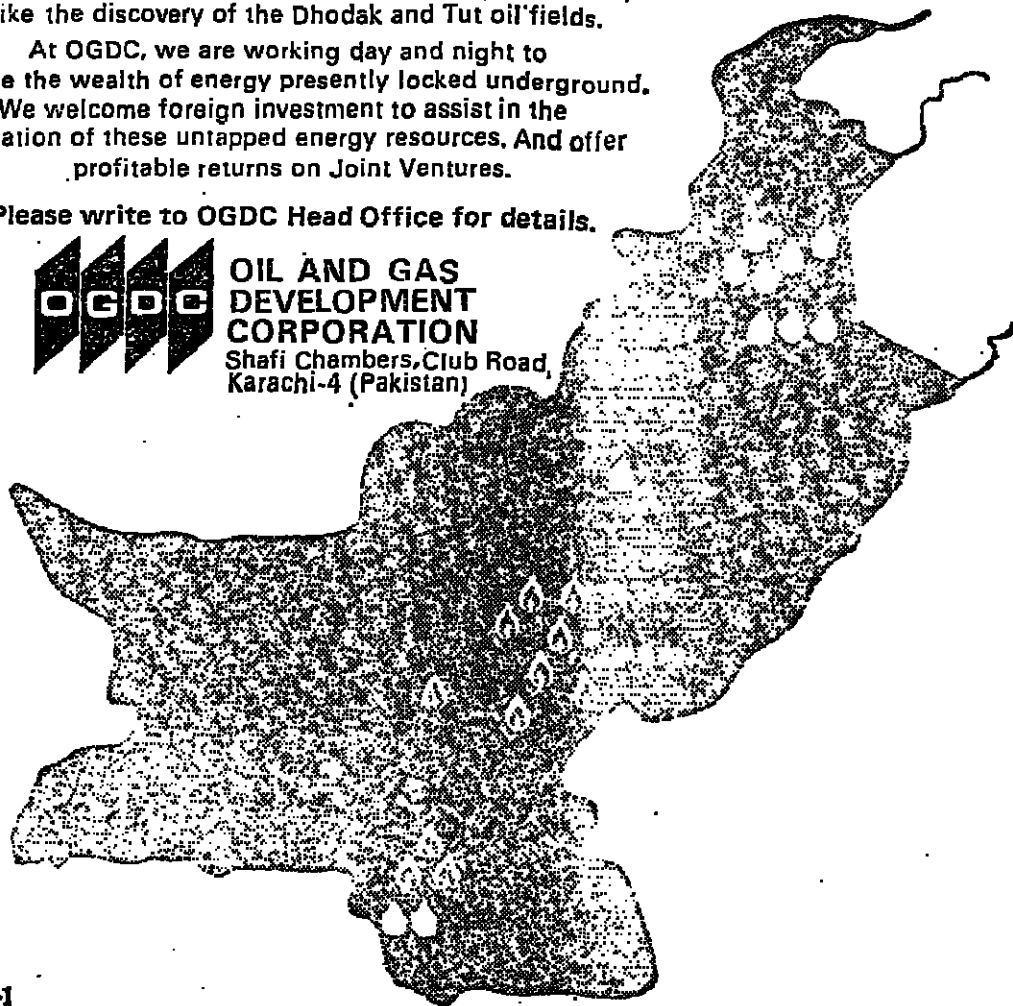 ike the discovery of the Dhodak and Tut oil fields.
At OGDC, we are working day and night to
e the wealth of energy presently locked underground.
We welcome foreign investment to assist in the
ation of these untapped energy resources. And offer
profitable returns on Joint Ventures.
Please write to OGDC Head Office for details.
OGDC
OIL AND GAS
DEVELOPMENT
CORPORATION
Shafi Chambers, Club Road,
Karachi-4 (Pakistan)